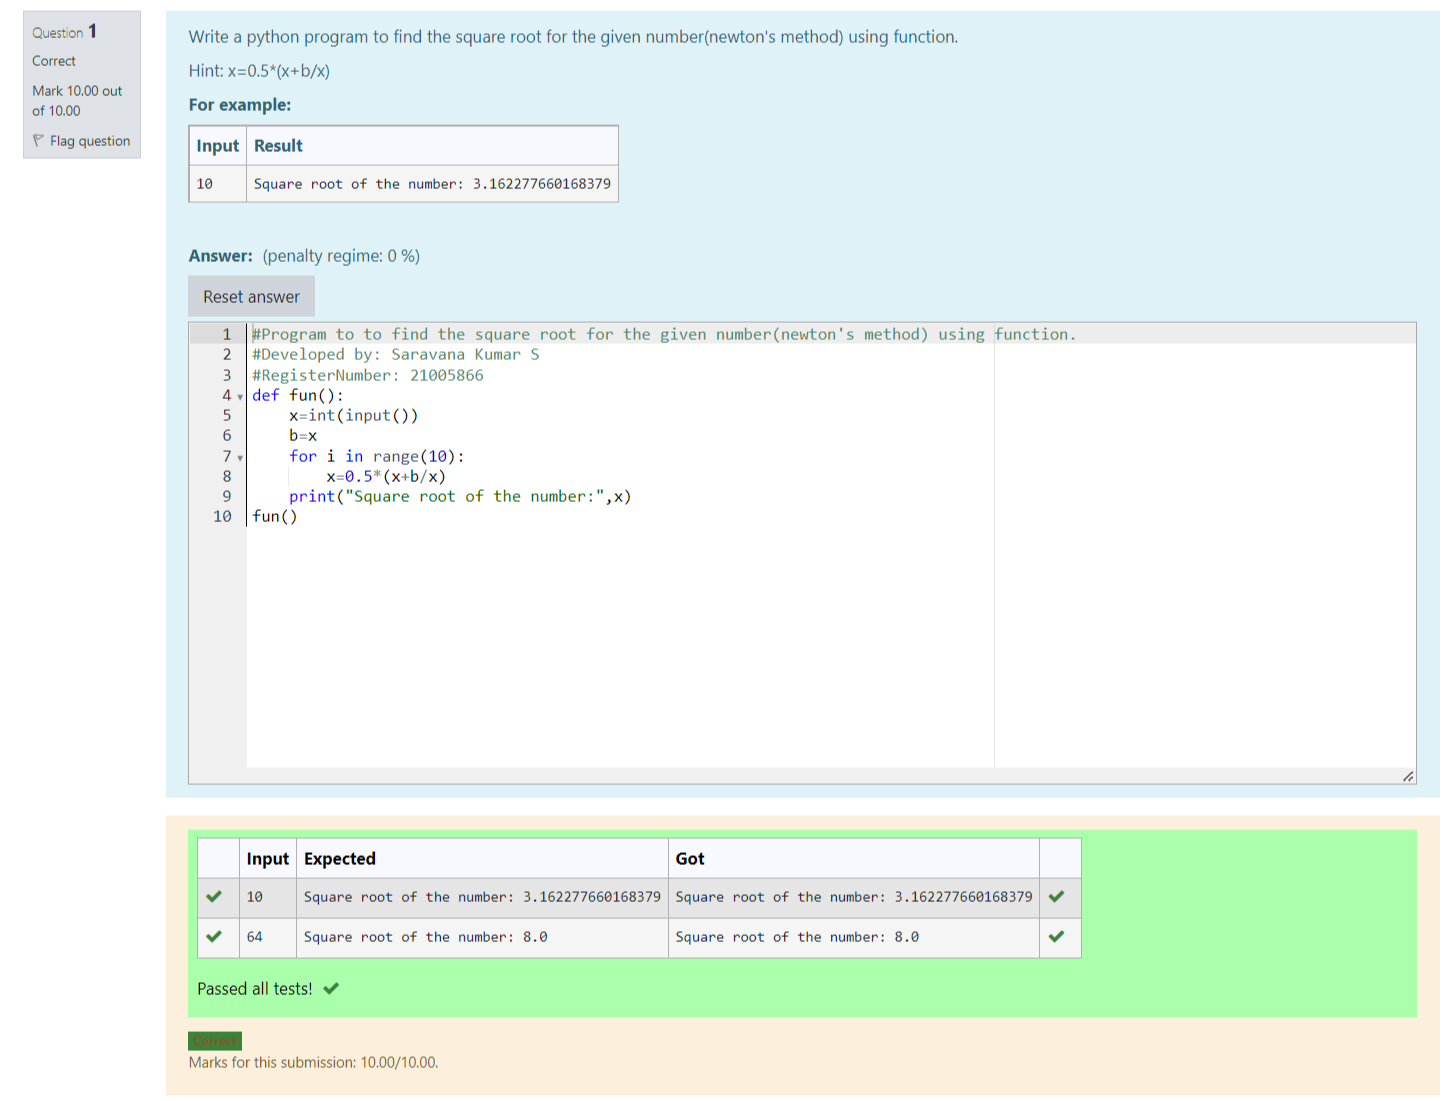 Question 1
Correct
Mark 10.00 out
of 10.00
Flag question
Write a python program to find the square root for the given number(newton's method) using function.
Hint: x=0.5*(x+b/x)
For example:
Input Result
10 Square root of the number: 3.162277660168379
Answer: (penalty regime: 0 %)
Reset answer
1 #Program to to find the square root for the given number(newton's method) using function.
2 #Developed by: Saravana Kumar S
3 #RegisterNumber: 21005866
4 def fun():
5     x=int(input())
6     b=x
7     for i in range(10):
8         x=0.5*(x+b/x)
9     print("Square root of the number:",x)
10 fun()
Input Expected Got
10 Square root of the number: 3.162277660168379 Square root of the number: 3.162277660168379
64 Square root of the number: 8.0 Square root of the number: 8.0
Passed all tests!
Correct
Marks for this submission: 10.00/10.00.